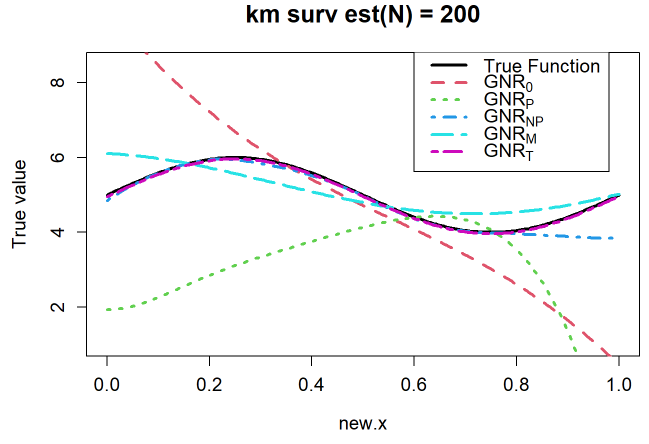 km surv est(N) = 200
True value
8
6
4
2
True Function
GNR0
GNRP
GNRNP
GNRM
GNRT
0.0 0.2 0.4 0.6 0.8 1.0
new.x